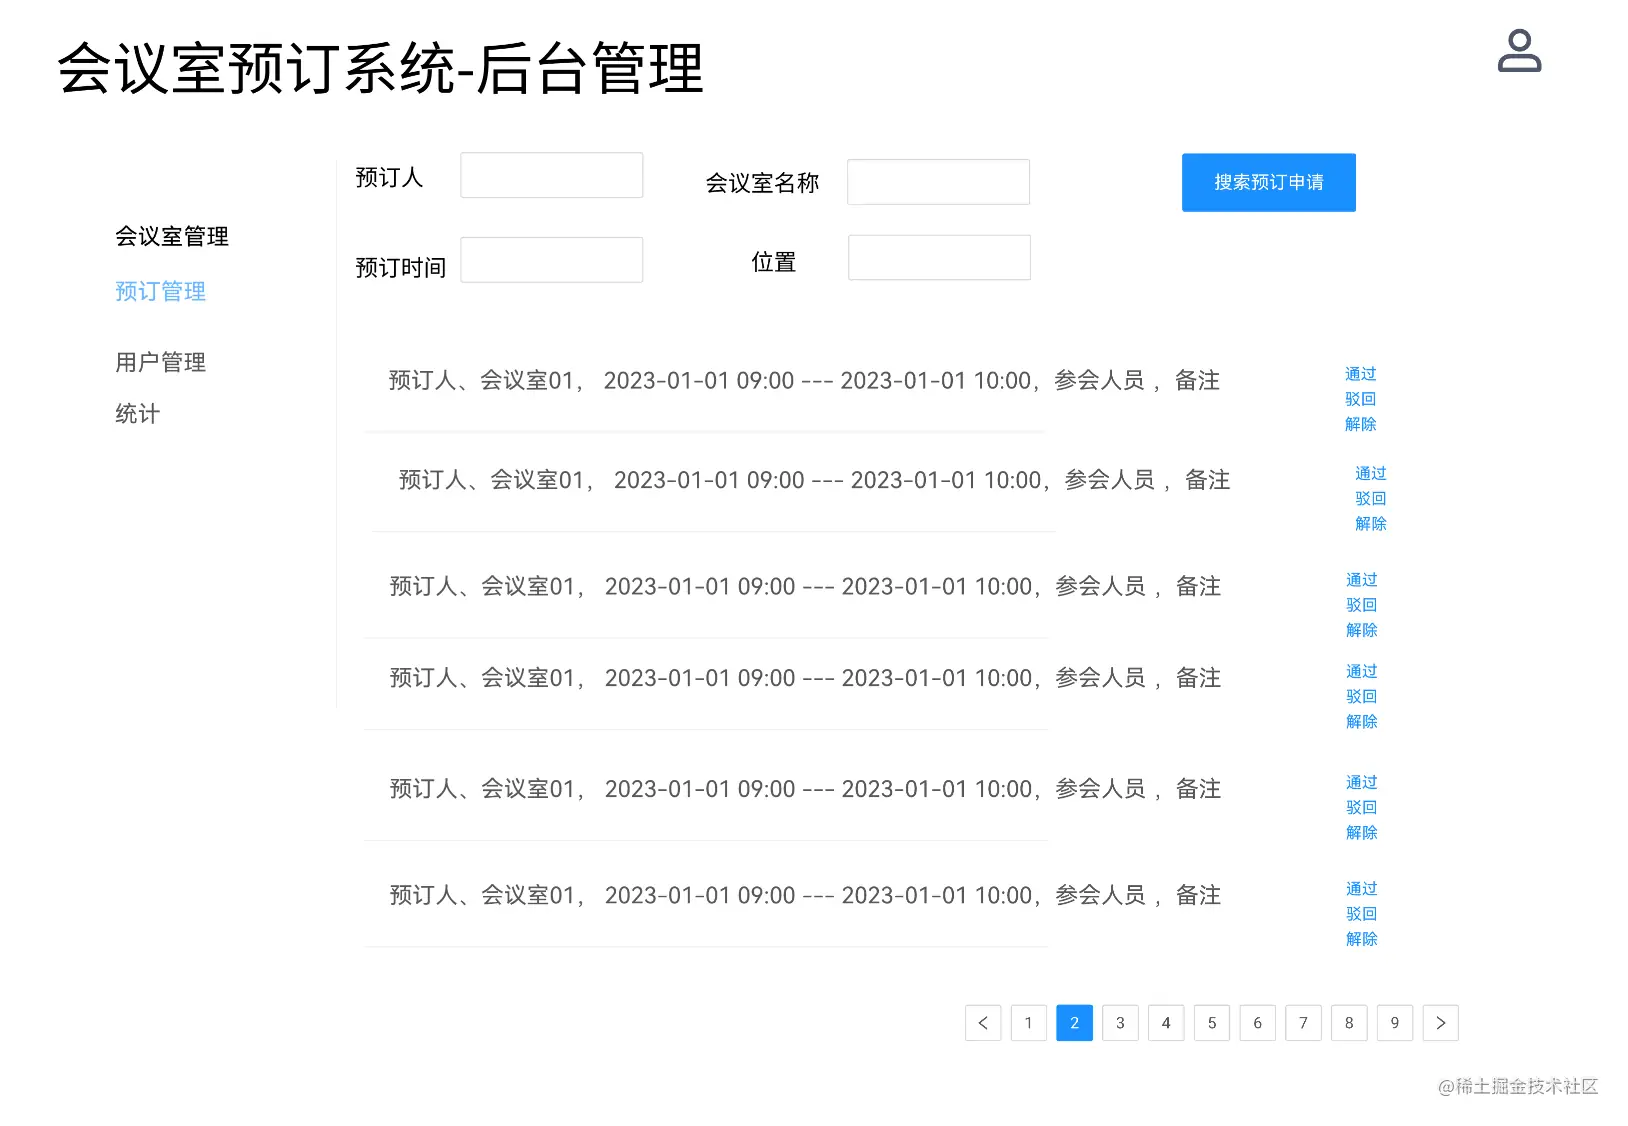 会议室预订系统-后台管理
预订人
会议室名称
搜索预订申请
会议室管理
预订管理
预订时间
位置
用户管理
统计
预订人、会议室01， 2023-01-01 09:00 --- 2023-01-01 10:00，参会人员 ，备注
通过
驳回
解除
预订人、会议室01， 2023-01-01 09:00 --- 2023-01-01 10:00，参会人员 ，备注
通过
驳回
解除
预订人、会议室01， 2023-01-01 09:00 --- 2023-01-01 10:00，参会人员 ，备注
通过
驳回
解除
预订人、会议室01， 2023-01-01 09:00 --- 2023-01-01 10:00，参会人员 ，备注
通过
驳回
解除
预订人、会议室01， 2023-01-01 09:00 --- 2023-01-01 10:00，参会人员 ，备注
通过
驳回
解除
预订人、会议室01， 2023-01-01 09:00 --- 2023-01-01 10:00，参会人员 ，备注
通过
驳回
解除
< 1 2 3 4 5 6 7 8 9 >
@稀土掘金技术社区